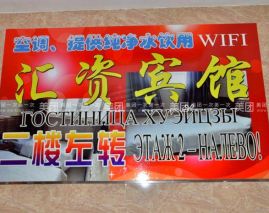 空调、提供纯净水饮用 WIFI
汇资宾馆
ГОСТИНИЦА ХУЭЙЦЗЫ
二楼左转 ЭТАЖ 2-НАЛЕВО!